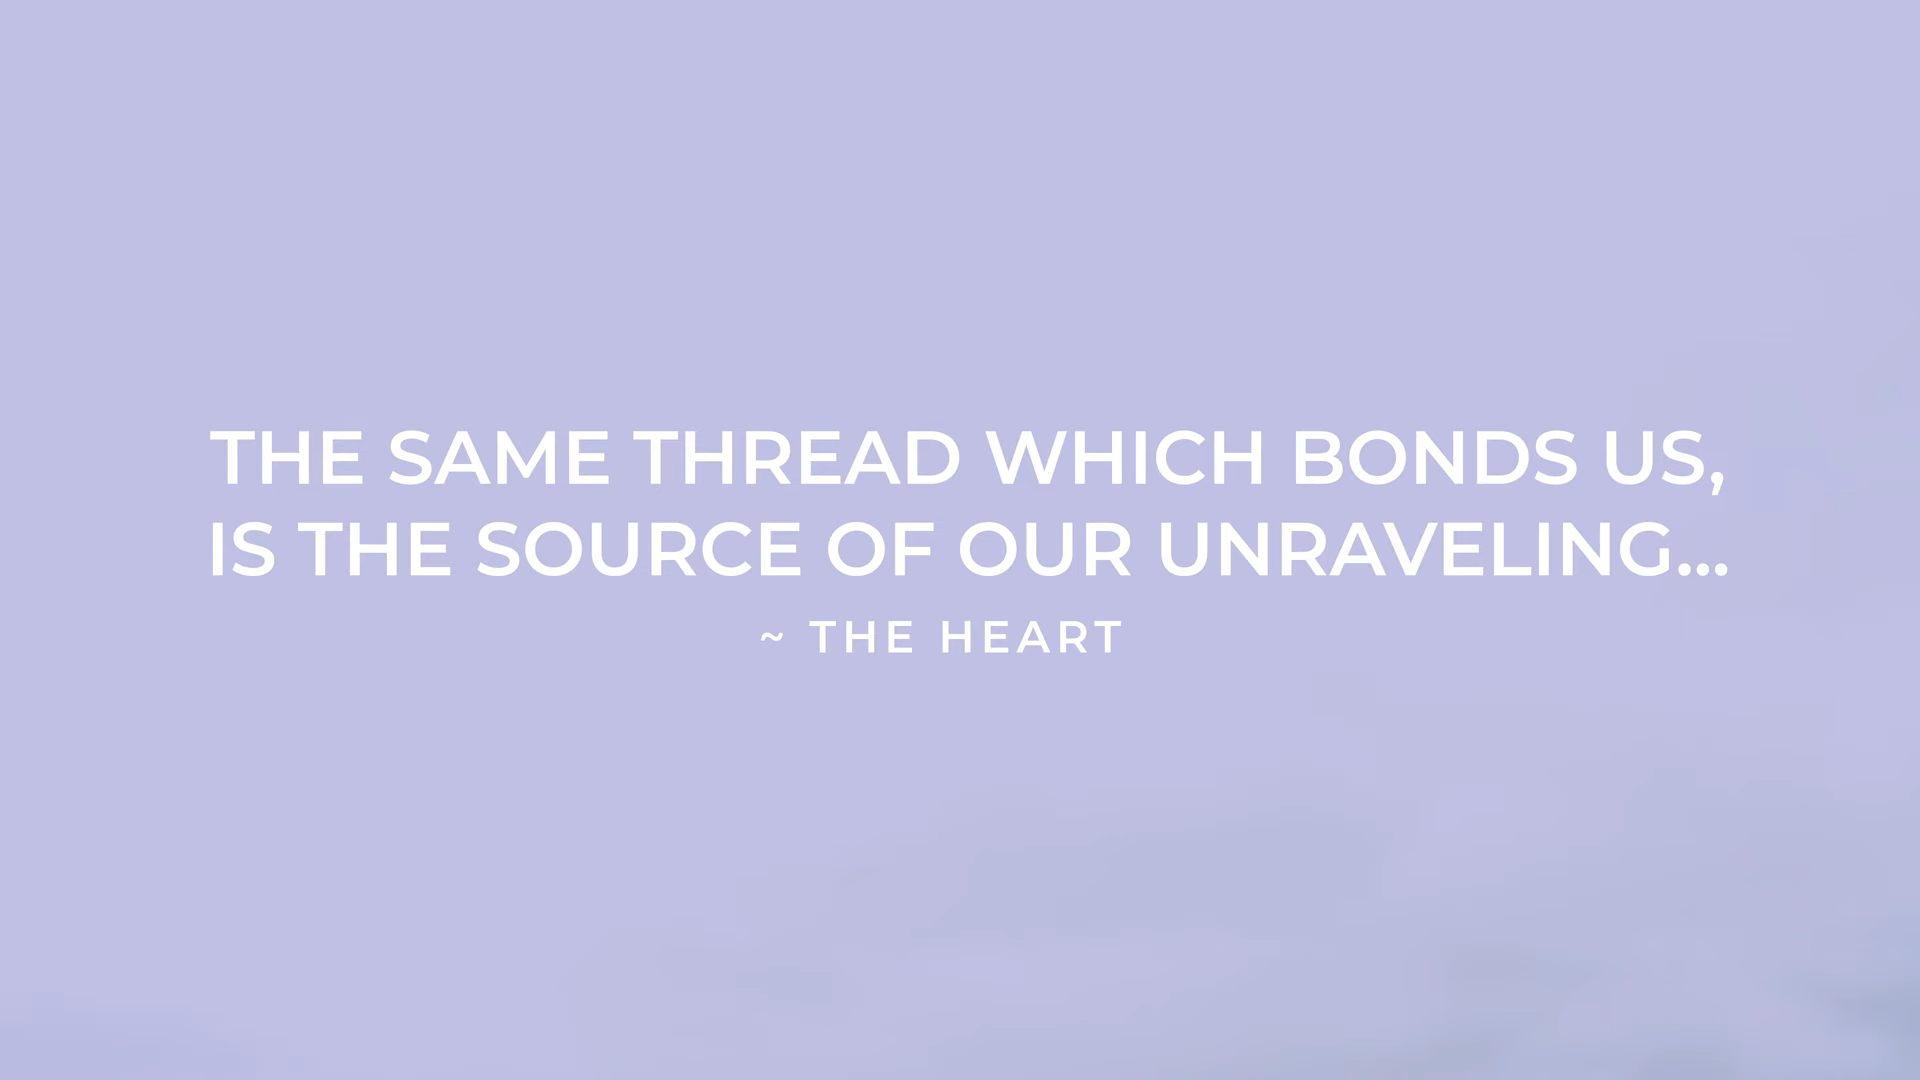 THE SAME THREAD WHICH BONDS US,
IS THE SOURCE OF OUR UNRAVELING...
~ THE HEART